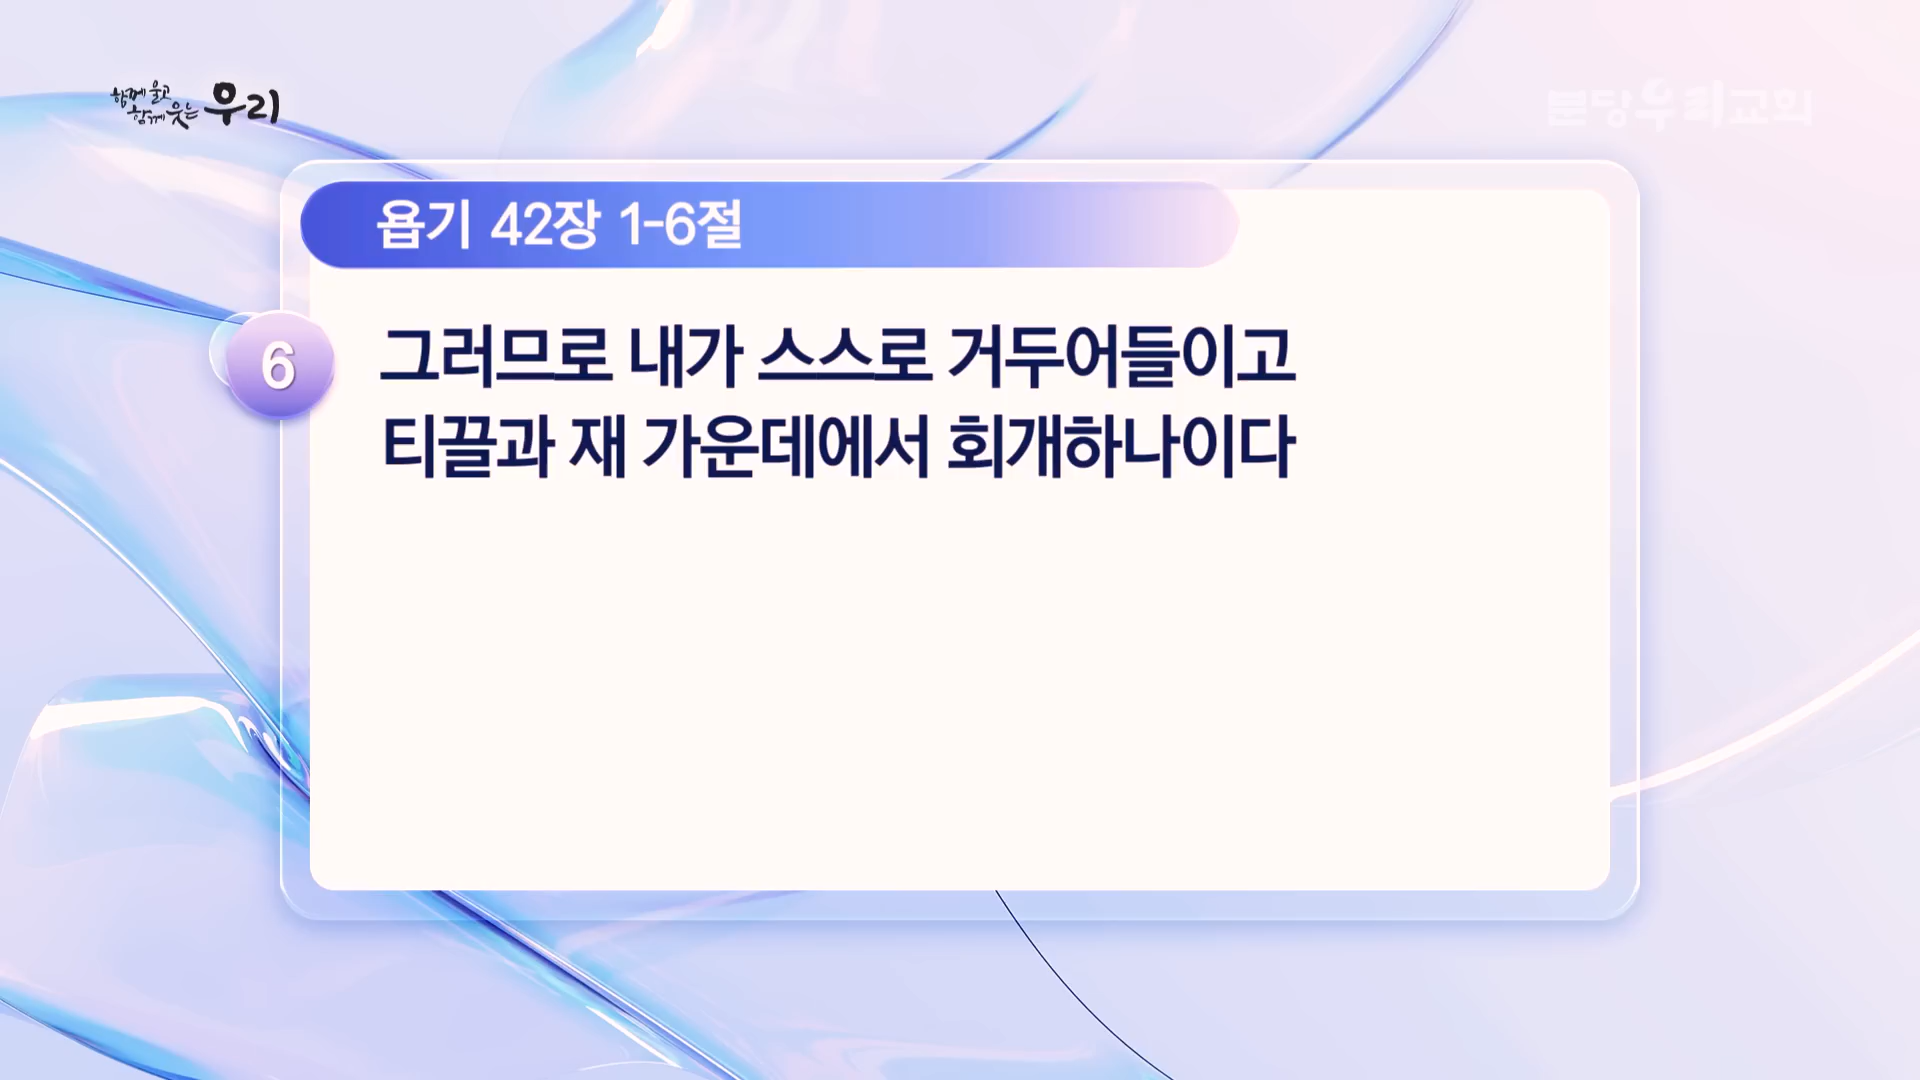 함께 울고
함께 웃는 우리
분당우리교회
욥기 42장 1-6절
6
그러므로 내가 스스로 거두어들이고
티끌과 재 가운데에서 회개하나이다